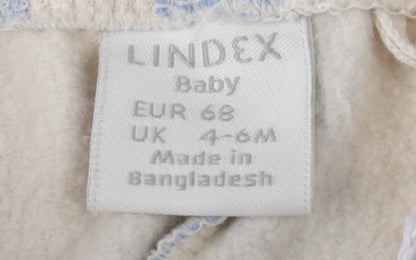 LINDEX
Baby
EUR 68
UK 4-6M
Made in
Bangladesh